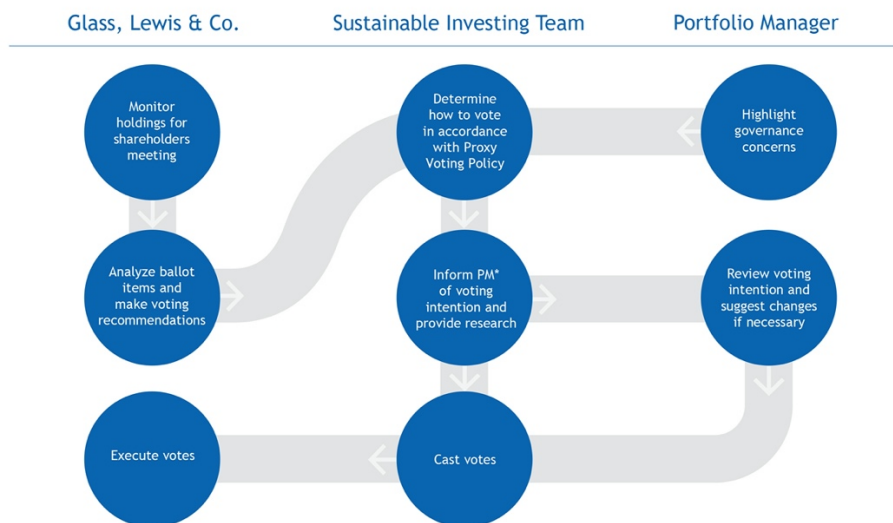 Glass, Lewis & Co.
Sustainable Investing Team
Portfolio Manager
Monitor
holdings for
shareholders
meeting
Determine
how to vote
in accordance
with Proxy
Voting Policy
Highlight
governance
concerns
Analyze ballot
items and
make voting
recommendations
Inform PM*
of voting
intention and
provide research
Review voting
intention and
suggest changes
if necessary
Execute votes
Cast votes